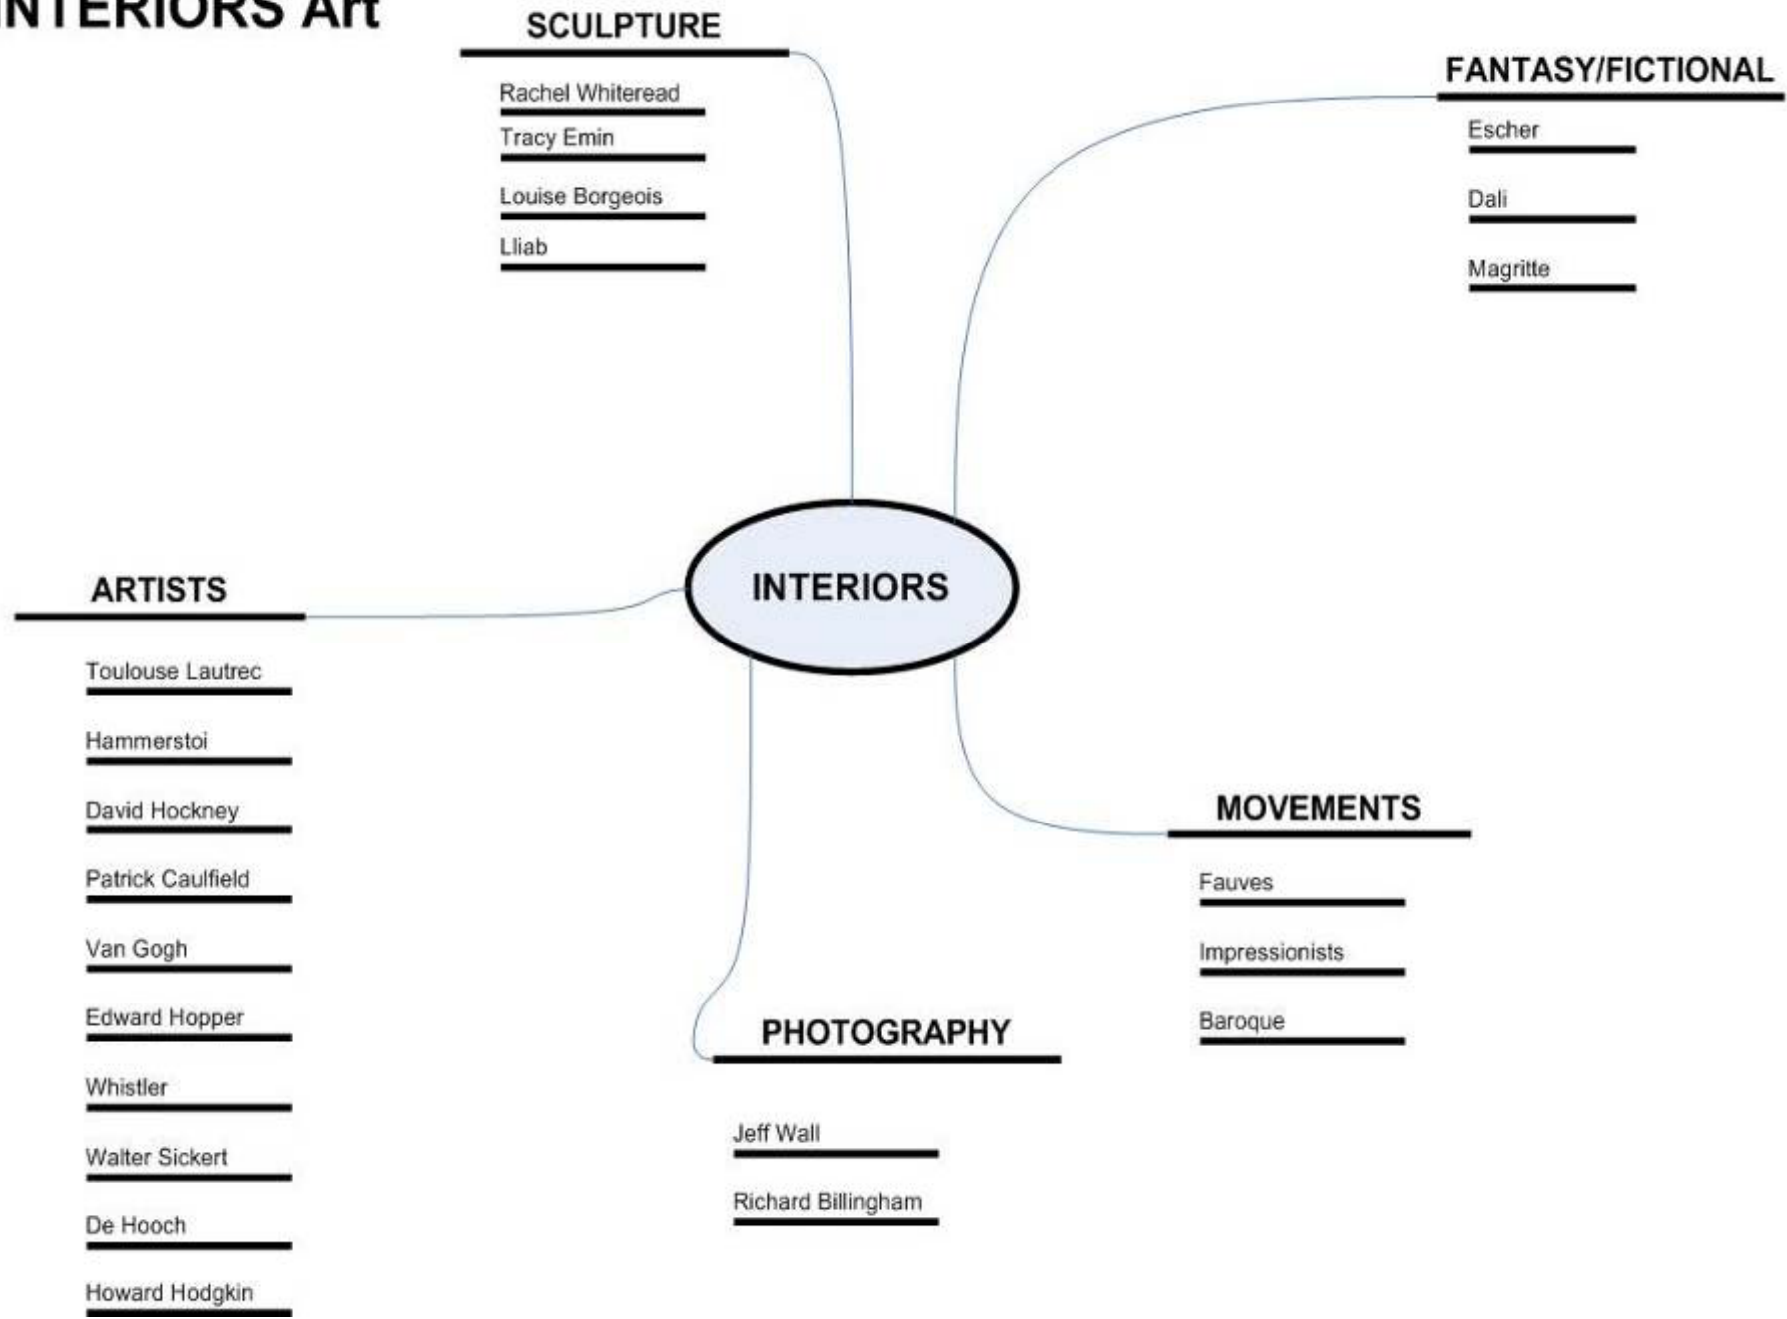 INTERIORS Art
SCULPTURE
Rachel Whiteread
Tracy Emin
Louise Borgeois
Lliab
FANTASY/FICTIONAL
Escher
Dali
Magritte
INTERIORS
ARTISTS
Toulouse Lautrec
Hammerstoi
David Hockney
Patrick Caulfield
Van Gogh
Edward Hopper
Whistler
Walter Sickert
De Hooch
Howard Hodgkin
MOVEMENTS
Fauves
Impressionists
Baroque
PHOTOGRAPHY
Jeff Wall
Richard Billingham